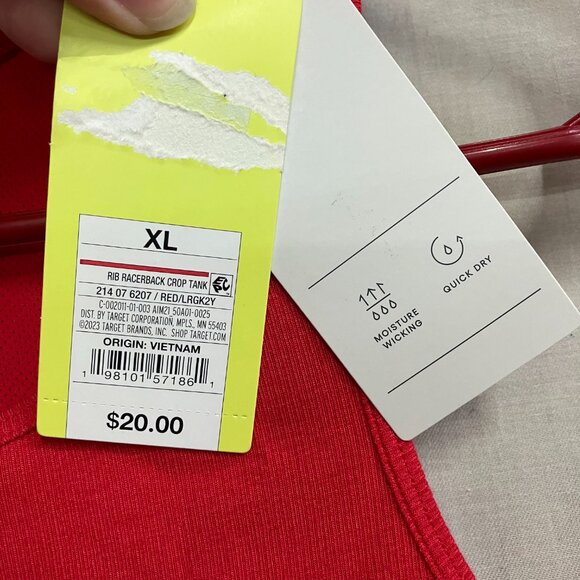 XL
RIB RACERBACK CROP TANK
214 07 6207 / RED/LRGK2Y
C-002011-01-003 AIM21_50A01-0025
DIST. BY TARGET CORPORATION, MPLS., MN 55403
©2023 TARGET BRANDS, INC. SHOP TARGET.COM
ORIGIN: VIETNAM
1 98101 57186 1
$20.00
MOISTURE
WICKING
QUICK DRY